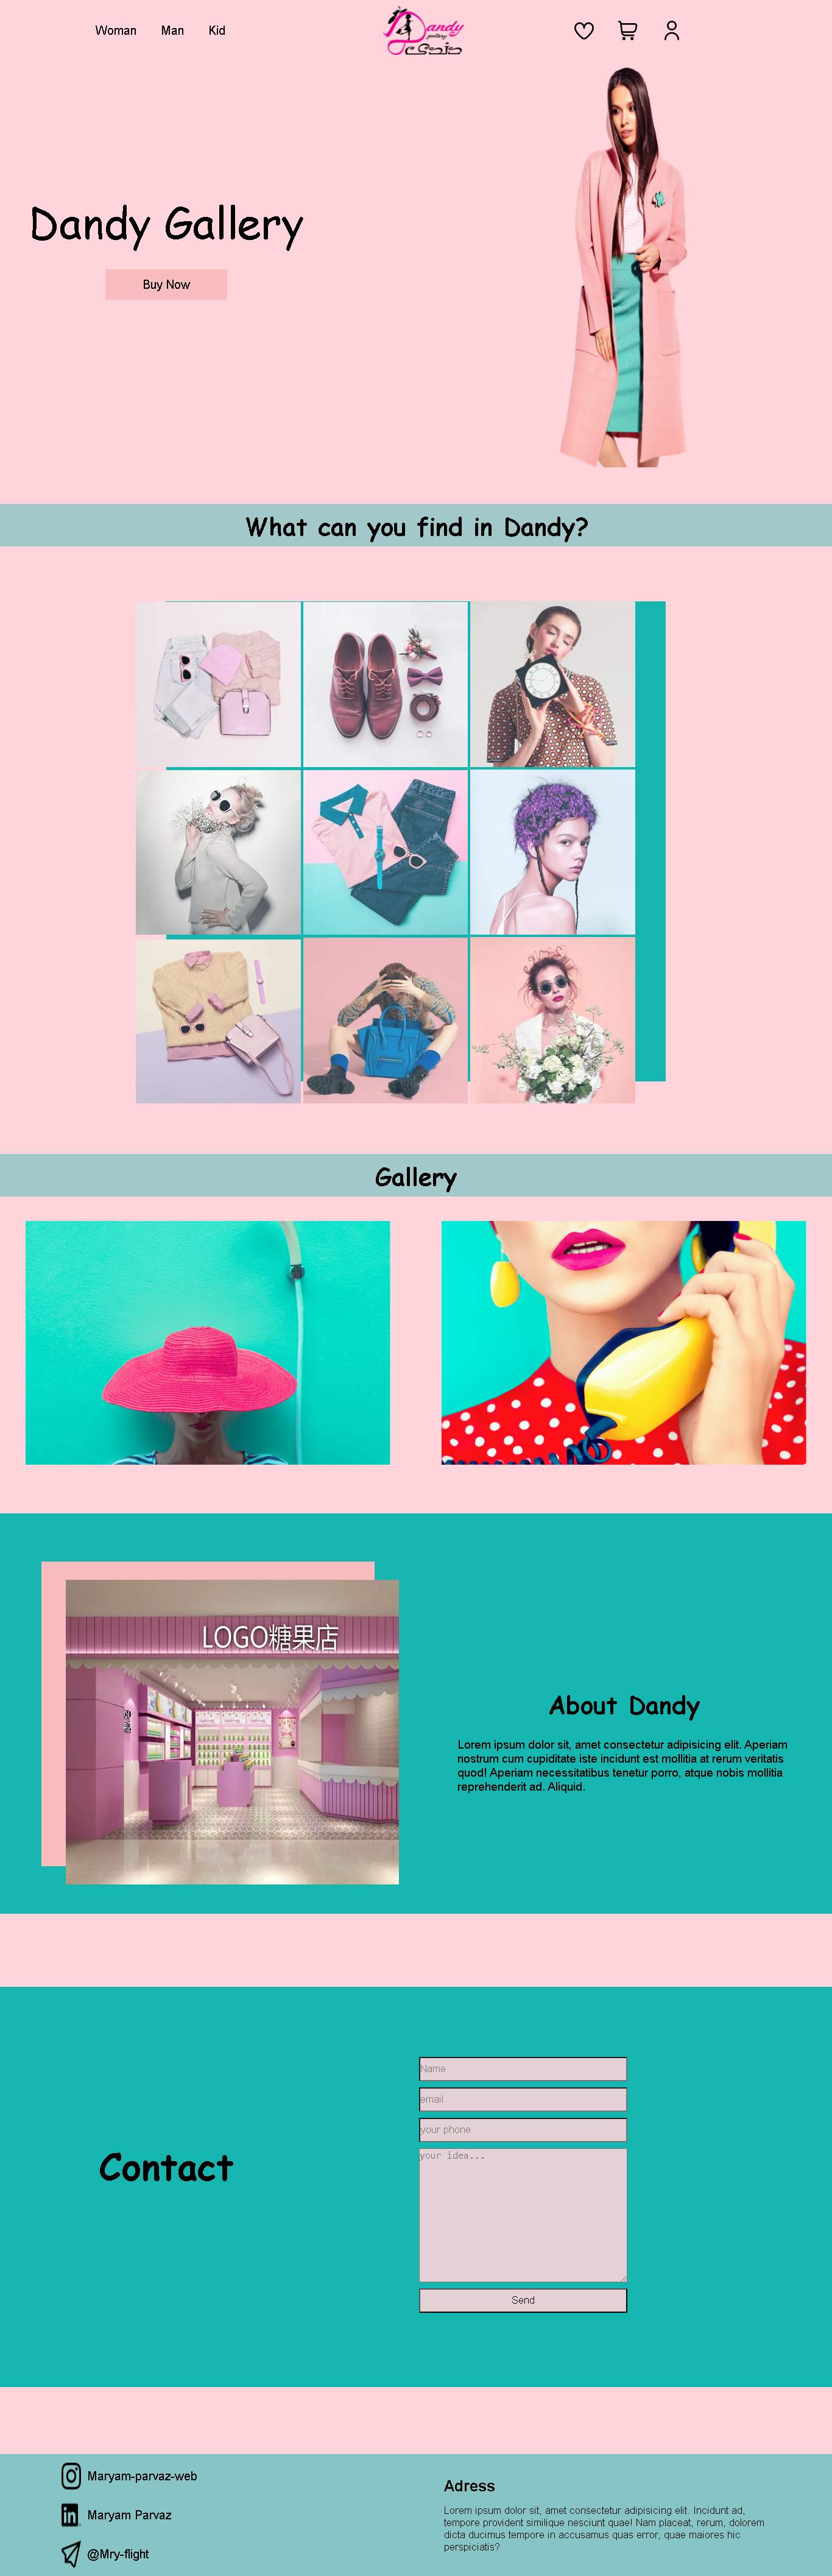 Woman Man Kid
Dandy
gallery
Dandy Gallery
Buy Now
What can you find in Dandy?
Gallery
LOGO糖果店
About Dandy
Lorem ipsum dolor sit, amet consectetur adipisicing elit. Aperiam
nostrum cum cupiditate iste incidunt est mollitia at rerum veritatis
quod! Aperiam necessitatibus tenetur porro, atque nobis mollitia
reprehenderit ad. Aliquid.
Contact
Name
email
your phone
your idea...
Send
Maryam-parvaz-web
Maryam Parvaz
@Mry-flight
Adress
Lorem ipsum dolor sit, amet consectetur adipisicing elit. Incidunt ad,
tempore provident similique nesciunt quae! Nam placeat, rerum, dolorem
dicta ducimus tempore in accusamus quas error, quae maiores hic
perspiciatis?